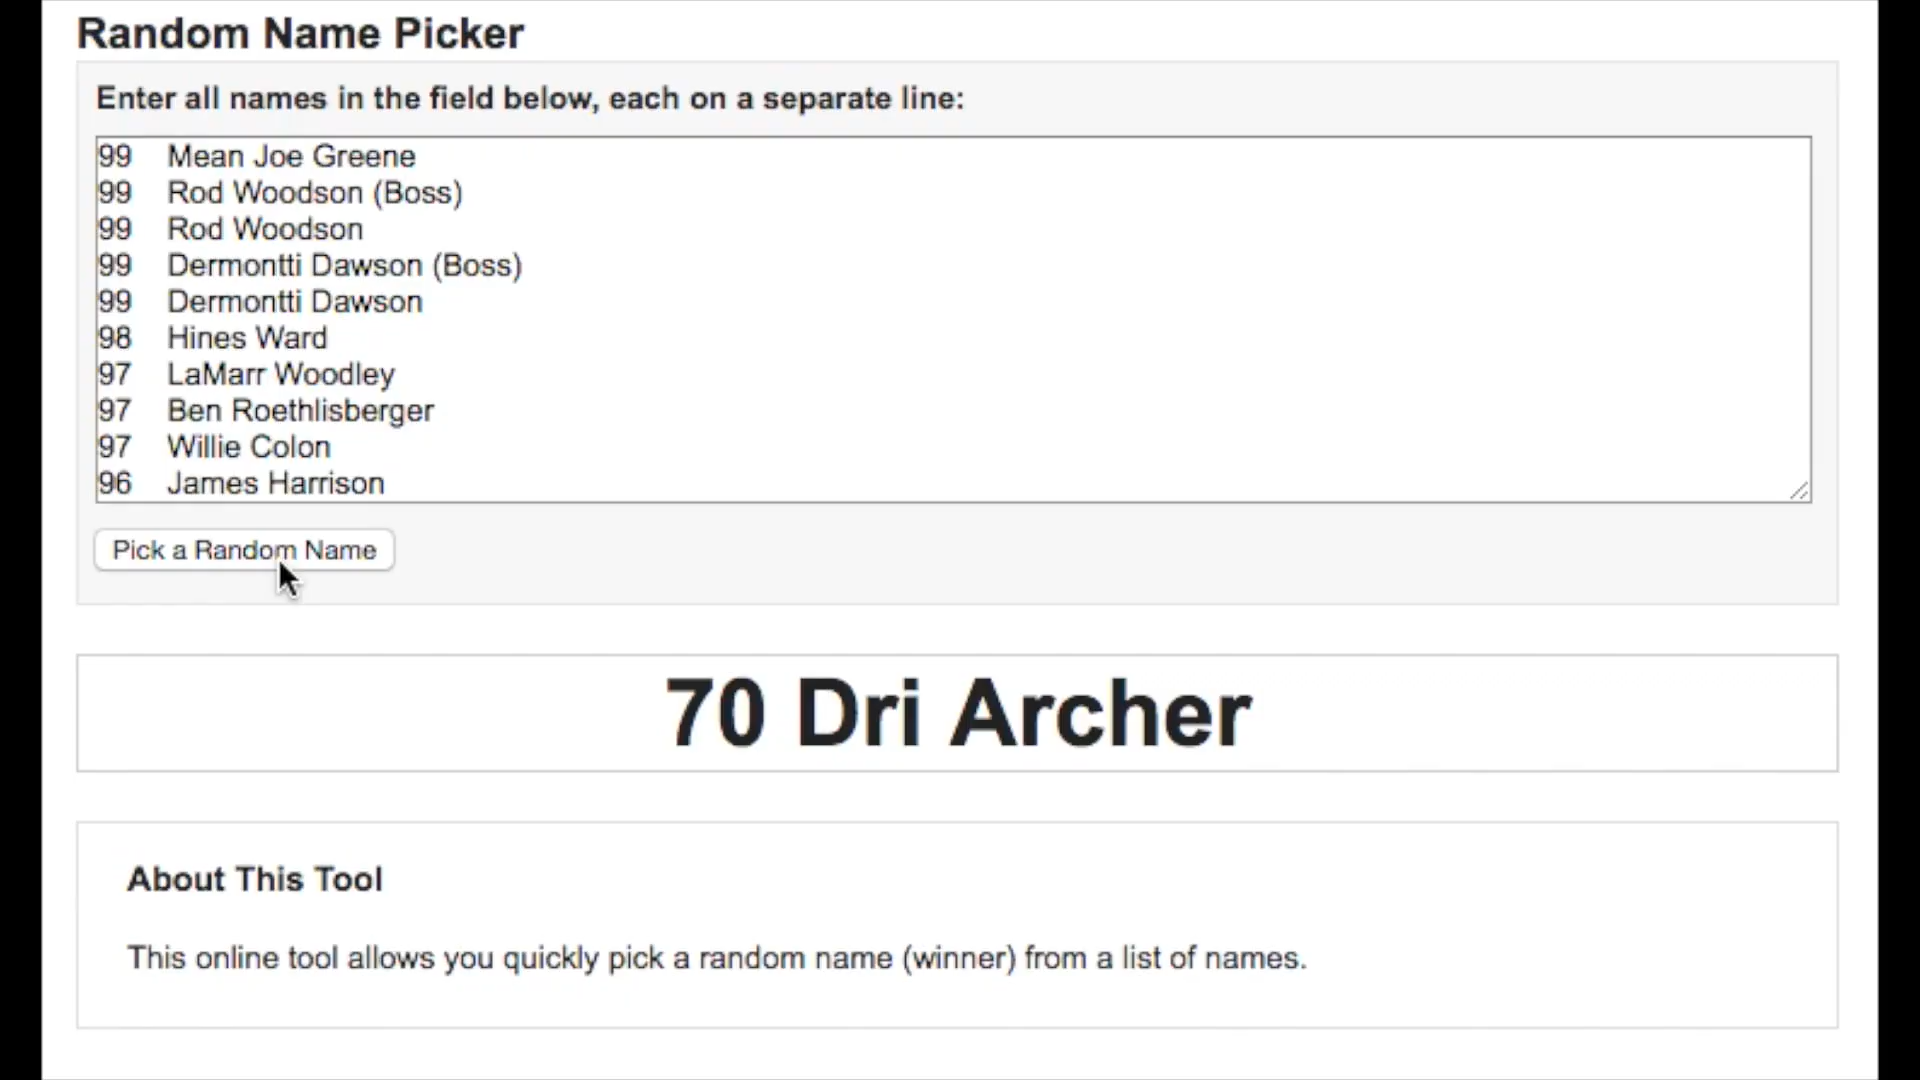 Random Name Picker
Enter all names in the field below, each on a separate line:
99 Mean Joe Greene
99 Rod Woodson (Boss)
99 Rod Woodson
99 Dermontti Dawson (Boss)
99 Dermontti Dawson
98 Hines Ward
97 LaMarr Woodley
97 Ben Roethlisberger
97 Willie Colon
96 James Harrison
Pick a Random Name
70 Dri Archer
About This Tool
This online tool allows you quickly pick a random name (winner) from a list of names.